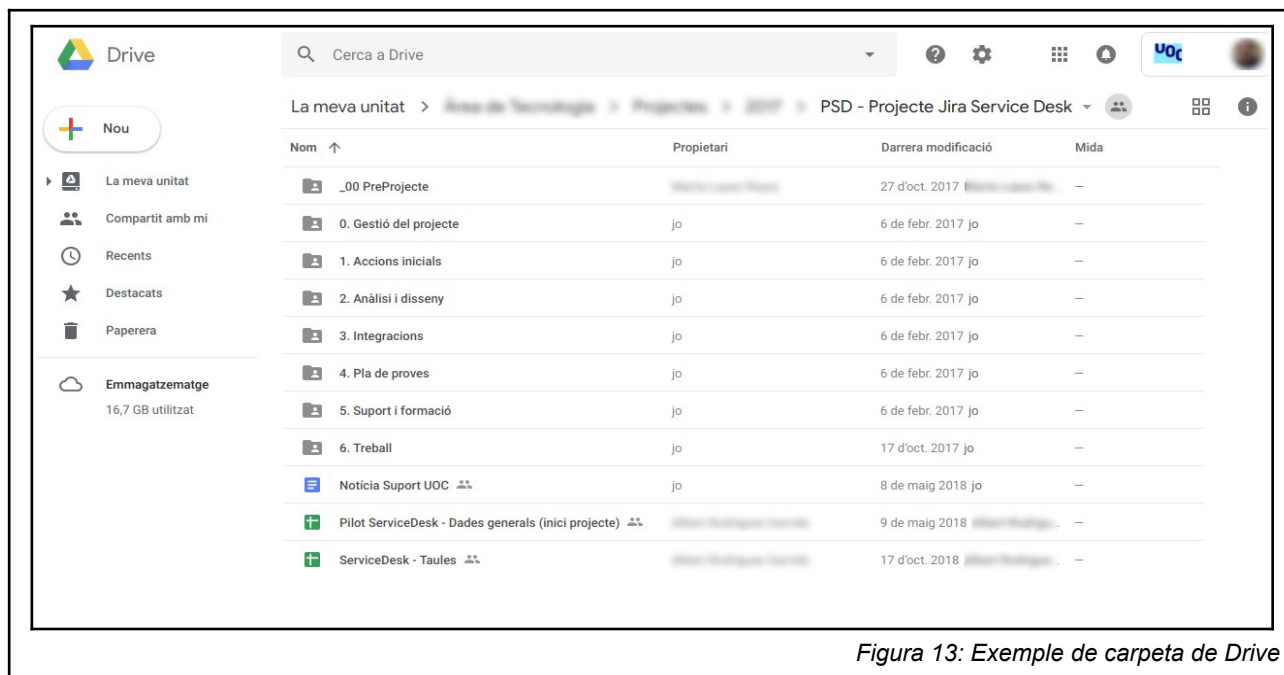 Drive
Cerca a Drive
UOC
La meva unitat > > > > PSD - Projecte Jira Service Desk
Nou
Nom Propietari Darrera modificació Mida
La meva unitat
Compartit amb mi
Recents
Destacats
Paperera
Emmagatzematge
16,7 GB utilitzat
_00 PreProjecte 27 d'oct. 2017 –
0. Gestió del projecte jo 6 de febr. 2017 jo –
1. Accions inicials jo 6 de febr. 2017 jo –
2. Anàlisi i disseny jo 6 de febr. 2017 jo –
3. Integracions jo 6 de febr. 2017 jo –
4. Pla de proves jo 6 de febr. 2017 jo –
5. Suport i formació jo 6 de febr. 2017 jo –
6. Treball jo 17 d'oct. 2017 jo –
Notícia Suport UOC jo 8 de maig 2018 jo –
Pilot ServiceDesk - Dades generals (inici projecte) 9 de maig 2018 –
ServiceDesk - Taules 17 d'oct. 2018 –
Figura 13: Exemple de carpeta de Drive